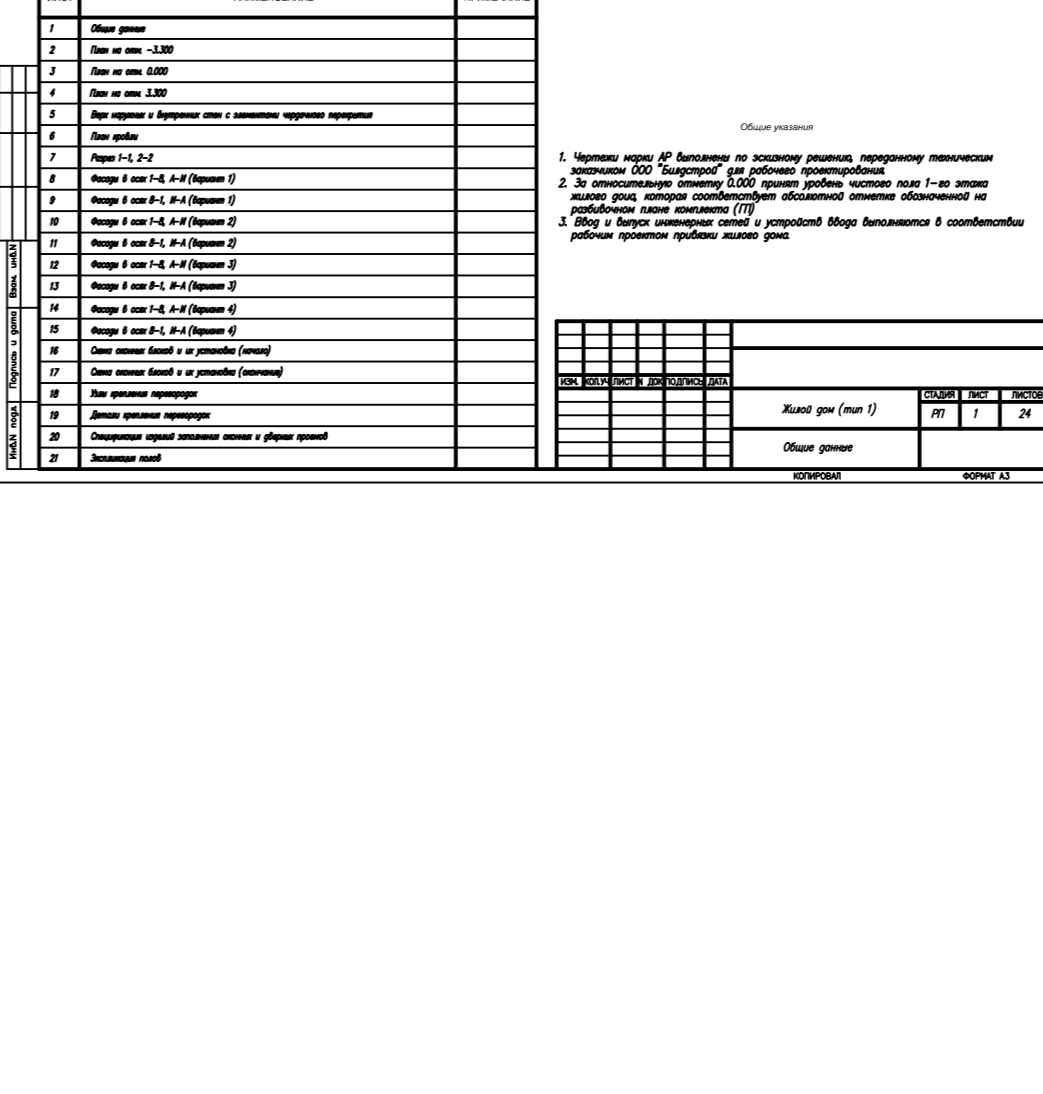 1 Общие данные
2 План на отм. -3.300
3 План на отм. 0.000
4 План на отм. 3.300
5 Верх наружных и внутренних стен с элементами чердачного перекрытия
6 План кровли
7 Разрез 1-1, 2-2
8 Фасады в осях 1-8, А-И (вариант 1)
9 Фасады в осях 8-1, И-А (вариант 1)
10 Фасады в осях 1-8, А-И (вариант 2)
11 Фасады в осях 8-1, И-А (вариант 2)
12 Фасады в осях 1-8, А-И (вариант 3)
13 Фасады в осях 8-1, И-А (вариант 3)
14 Фасады в осях 1-8, А-И (вариант 4)
15 Фасады в осях 8-1, И-А (вариант 4)
16 Схема оконных блоков и их установка (начало)
17 Схема оконных блоков и их установка (окончание)
18 Узлы крепления перегородок
19 Детали крепления перегородок
20 Спецификация изделий заполнения оконных и дверных проемов
21 Экспликация полов
Взам. инв.N
Подпись и дата
Инв.N подл.
Общие указания
1. Чертежи марки АР выполнены по эскизному решению, переданному техническим
заказчиком ООО "Билдстрой" для рабочего проектирования.
2. За относительную отметку 0.000 принят уровень чистого пола 1-го этажа
жилого доиа, которая соответствует абсолютной отметке обозначенной на
разбивочном плане комплекта (ГП)
3. Ввод и выпуск инженерных сетей и устройств ввода выполняются в соответствии
рабочим проектом привязки жилого дома.
ИЗМ. КОЛ.УЧ ЛИСТ N ДОК ПОДПИСЬ ДАТА
Жилой дом (тип 1)
СТАДИЯ ЛИСТ ЛИСТОВ
РП 1 24
Общие данные
КОПИРОВАЛ ФОРМАТ А3